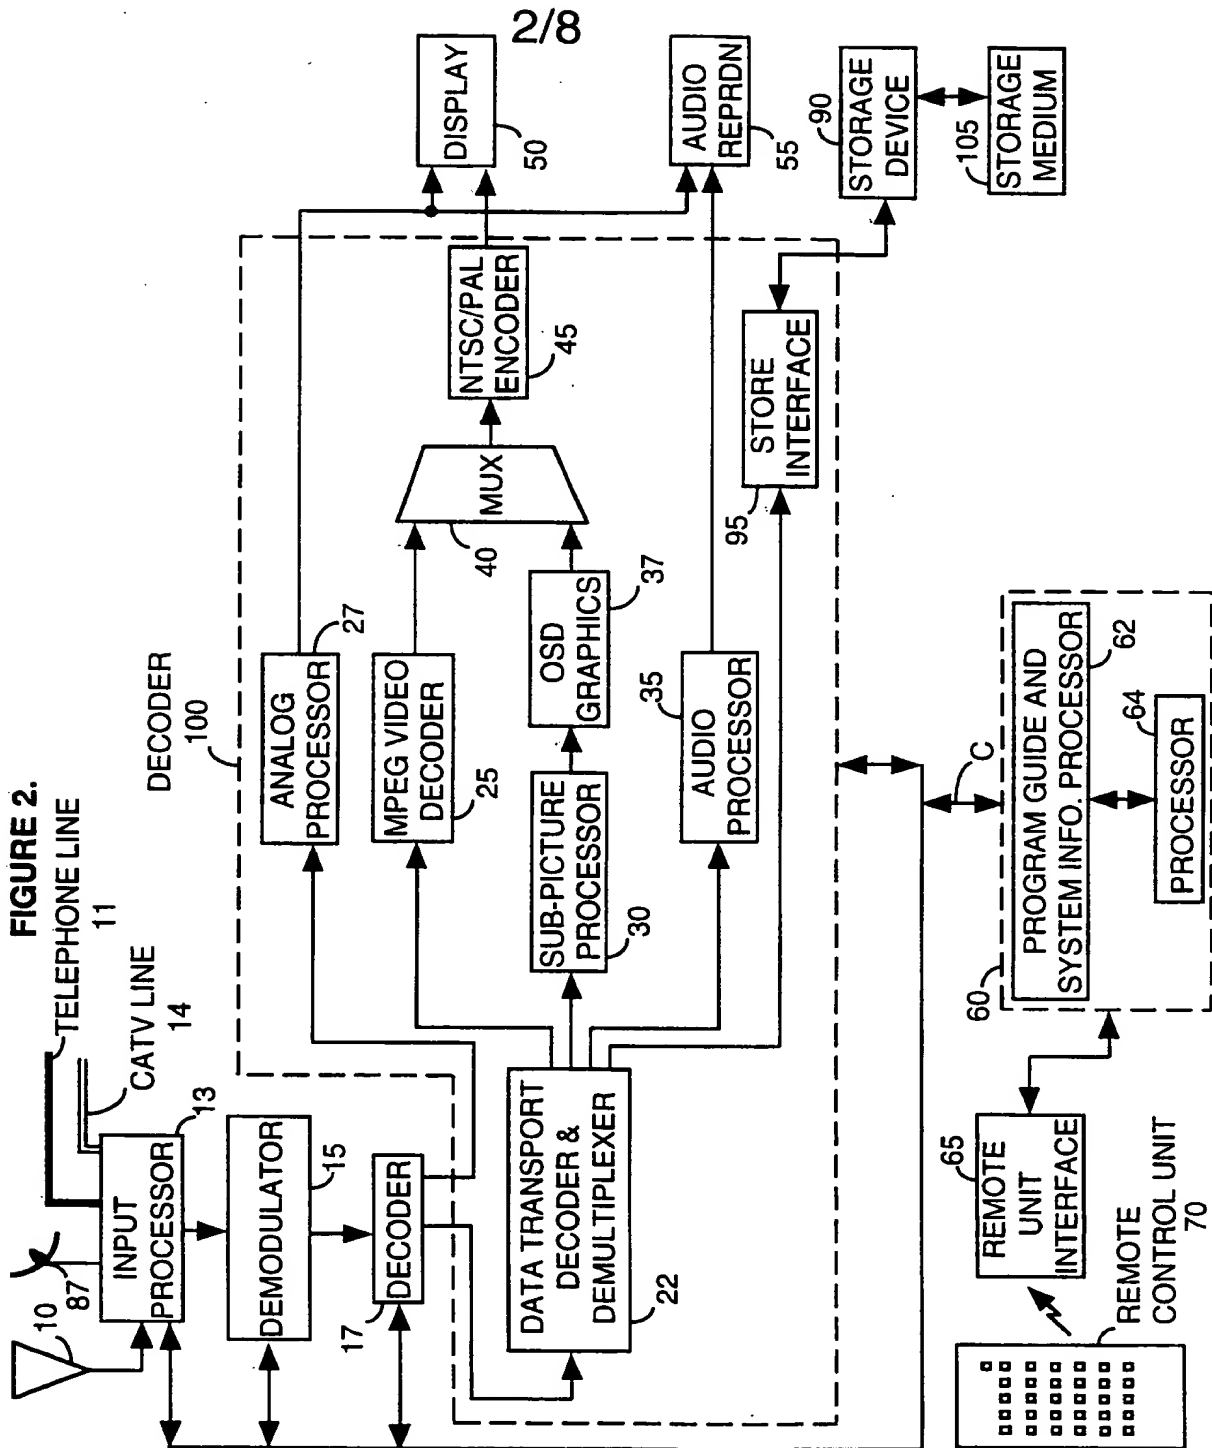 2/8
FIGURE 2.
TELEPHONE LINE
11
CATV LINE
14
87
10
INPUT
PROCESSOR
13
DEMODULATOR
15
DECODER
17
DECODER
100
DATA TRANSPORT
DECODER &
DEMULTIPLEXER
22
ANALOG
PROCESSOR
27
MPEG VIDEO
DECODER
25
SUB-PICTURE
PROCESSOR
30
OSD
GRAPHICS
37
AUDIO
PROCESSOR
35
MUX
40
NTSC/PAL
ENCODER
45
STORE
INTERFACE
95
DISPLAY
50
AUDIO
REPRDN
55
STORAGE
DEVICE
90
STORAGE
MEDIUM
105
C
60
PROGRAM GUIDE AND
SYSTEM INFO. PROCESSOR
62
PROCESSOR
64
REMOTE
UNIT
INTERFACE
65
REMOTE
CONTROL UNIT
70